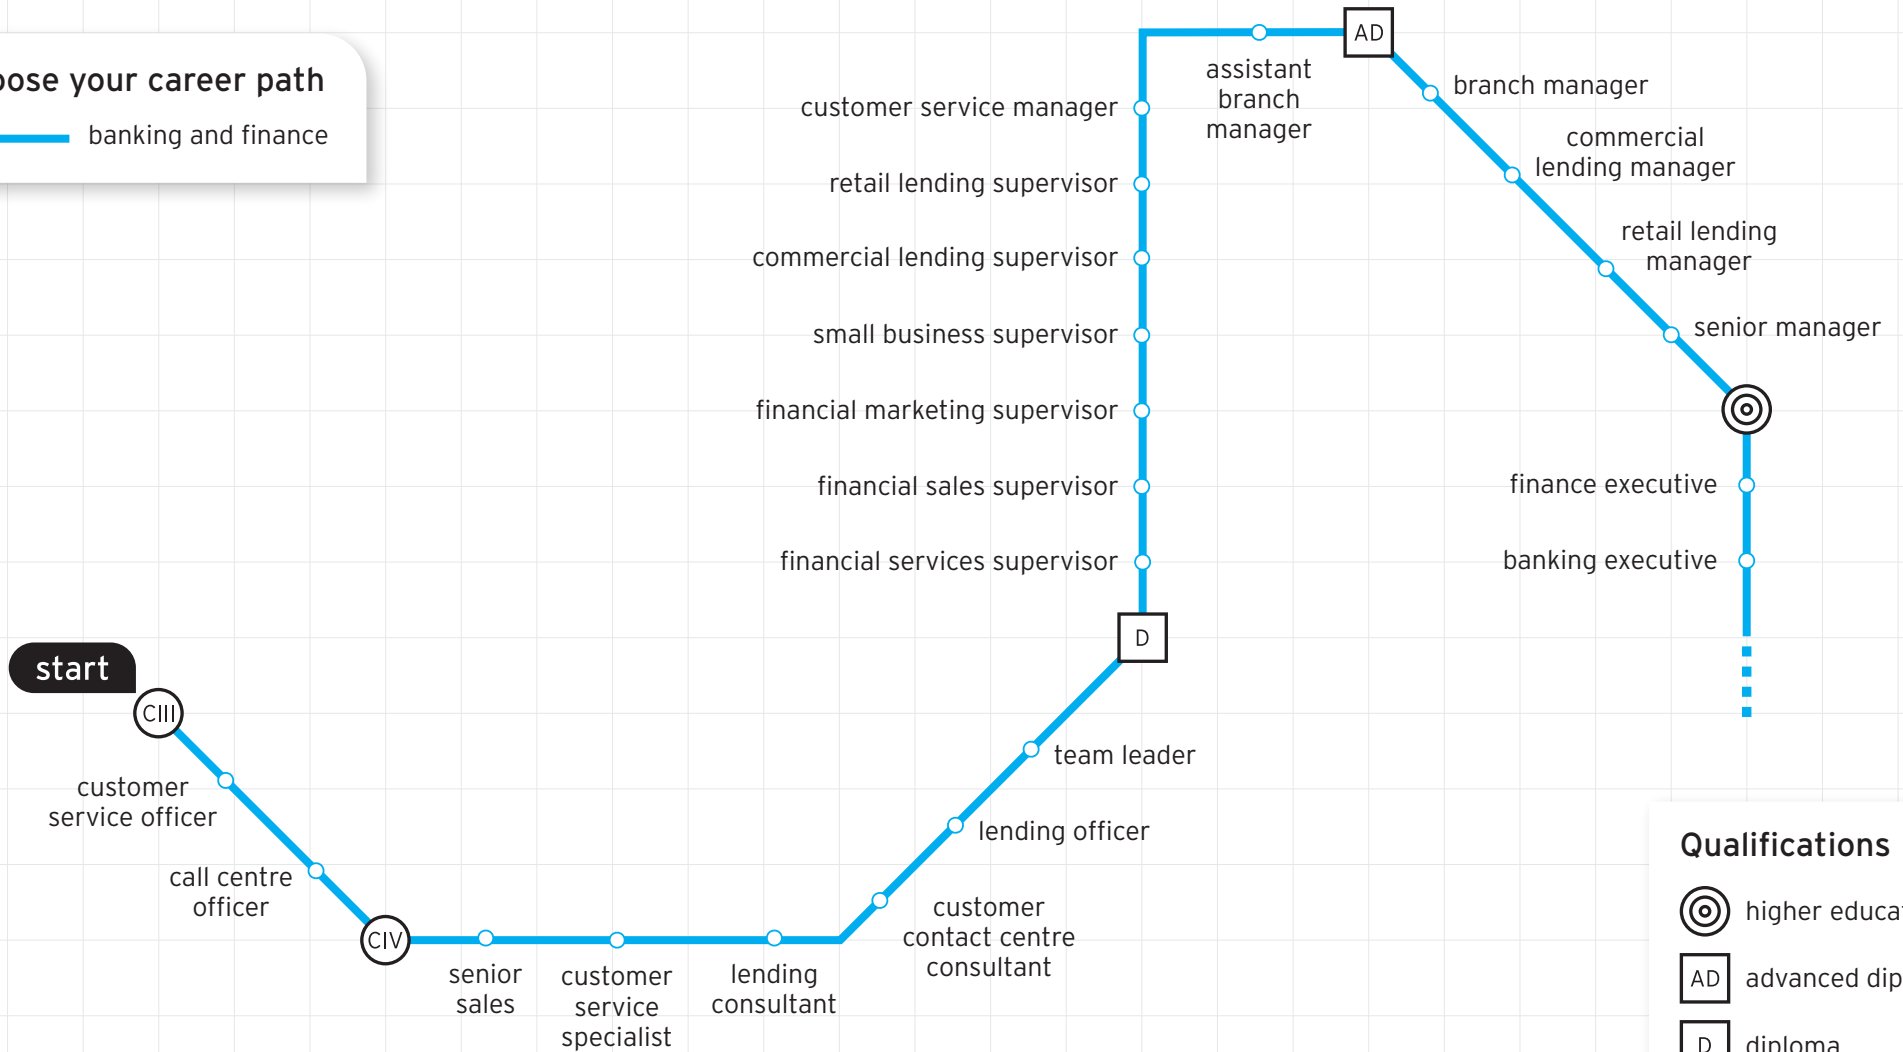 oose your career path
banking and finance
AD
assistant
branch
manager
branch manager
customer service manager
commercial
lending manager
retail lending supervisor
retail lending
manager
commercial lending supervisor
senior manager
small business supervisor
financial marketing supervisor
financial sales supervisor
finance executive
financial services supervisor
banking executive
D
start
CIII
team leader
customer
service officer
lending officer
call centre
officer
customer
contact centre
consultant
CIV
senior
sales
customer
service
specialist
lending
consultant
Qualifications
higher educa
AD
advanced dip
D
diploma